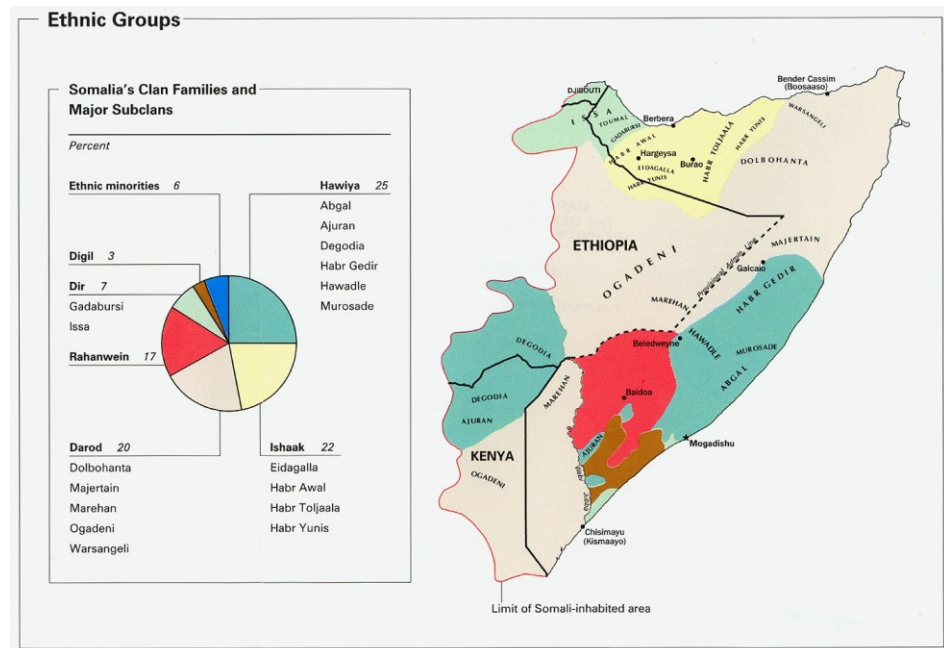 Ethnic Groups
Somalia's Clan Families and
Major Subclans
Percent
Ethnic minorities 6
Hawiya 25
Abgal
Ajuran
Degodia
Habr Gedir
Hawadle
Murosade
Digil 3
Dir 7
Gadabursi
Issa
Rahanwein 17
Darod 20
Dolbohanta
Majertain
Marehan
Ogadeni
Warsangeli
Ishaak 22
Eidagalla
Habr Awal
Habr Toljaala
Habr Yunis
Bender Cassim
(Boosaaso)
DJIBOUTI
ISSA
TOUMAL
GADABURSI
Berbera
WARSANGELI
HABR AWAL
Hargeysa
EIDAGALLA
HABR YUNIS
Burao
HABR TOLJAALA
HABR YUNIS
DOLBOHANTA
ETHIOPIA
OGADENI
Provisional Admin. Line
MAJERTAIN
Galcaio
MAREHAN
HABR GEDIR
Beledweyne
HAWADLE
MUROSADE
ABGAL
DEGODIA
DEGODIA
AJURAN
MAREHAN
Baidoa
AJURAN
Mogadishu
KENYA
OGADENI
Chisimayu
(Kismaayo)
Limit of Somali-inhabited area